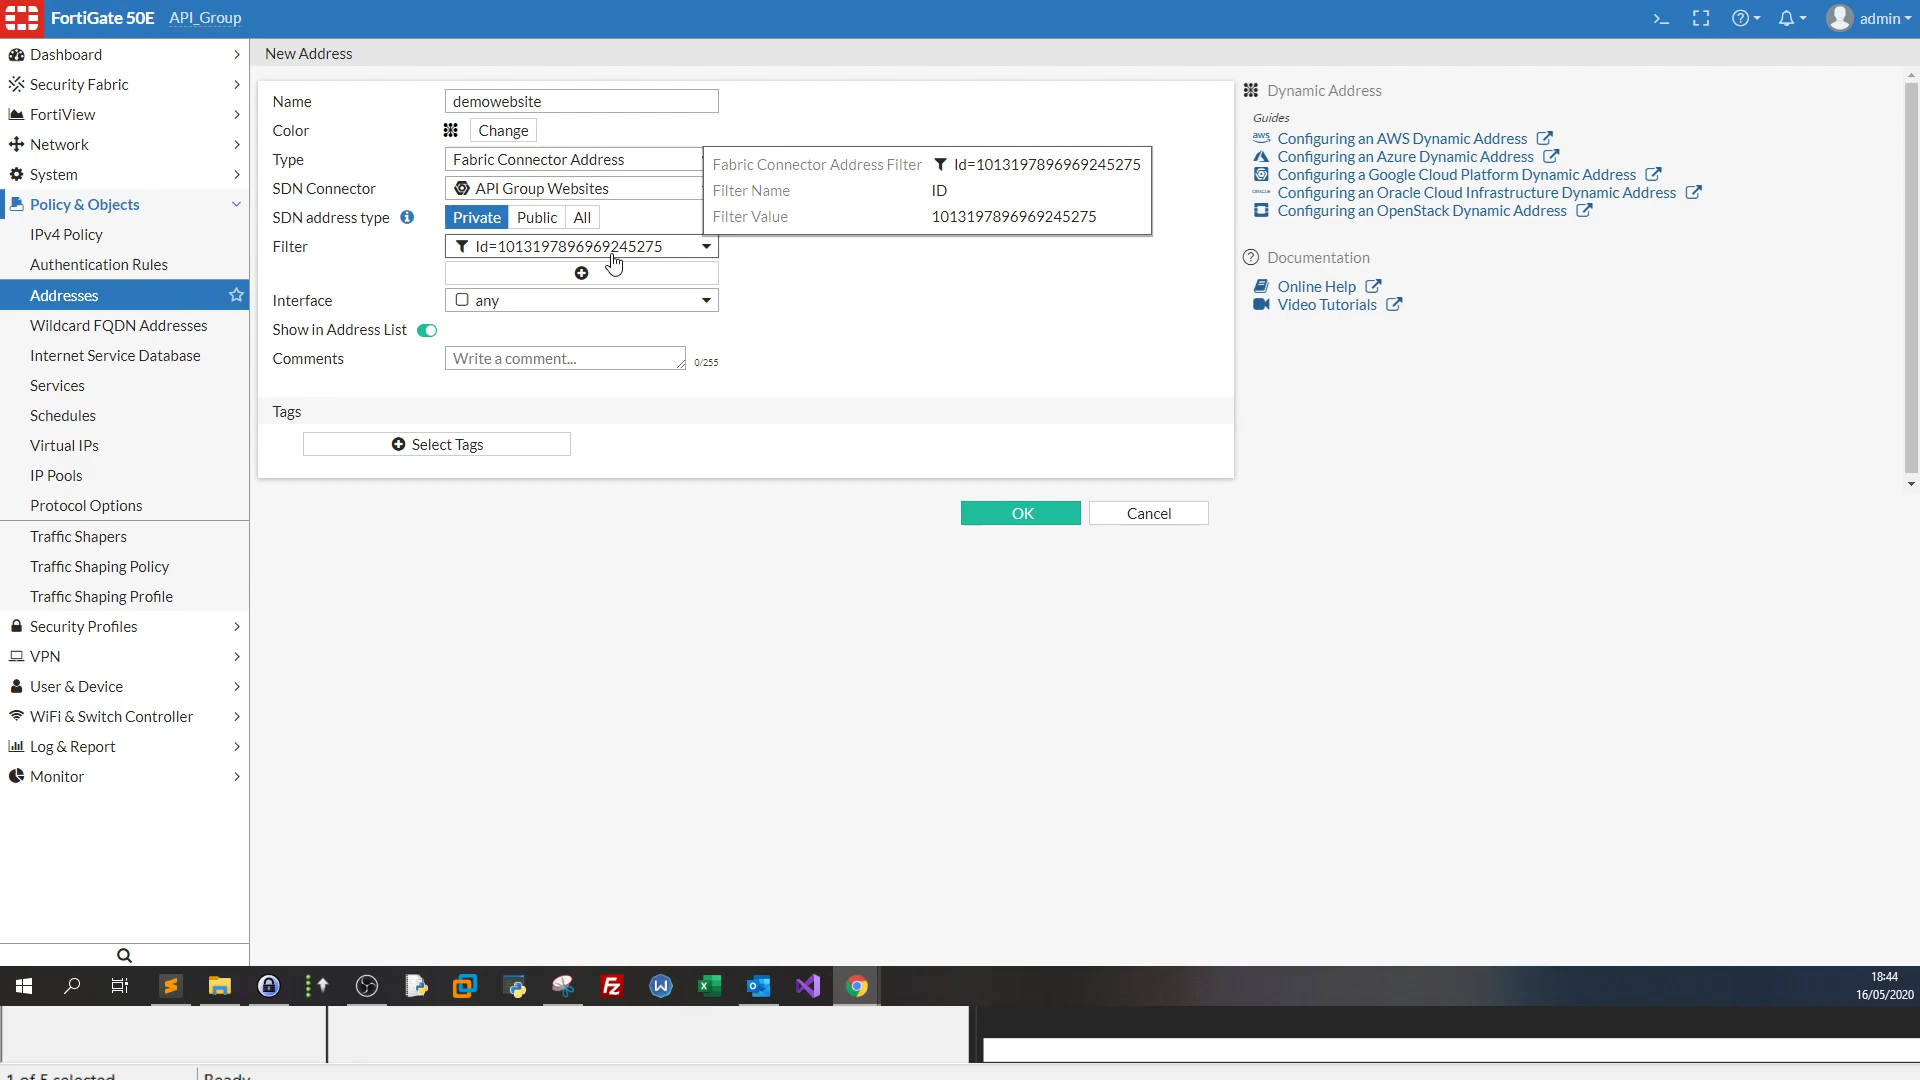 FortiGate 50E API_Group admin
Dashboard
Security Fabric
FortiView
Network
System
Policy & Objects
IPv4 Policy
Authentication Rules
Addresses
Wildcard FQDN Addresses
Internet Service Database
Services
Schedules
Virtual IPs
IP Pools
Protocol Options
Traffic Shapers
Traffic Shaping Policy
Traffic Shaping Profile
Security Profiles
VPN
User & Device
WiFi & Switch Controller
Log & Report
Monitor
New Address
Name demowebsite
Color Change
Type Fabric Connector Address
SDN Connector API Group Websites
SDN address type Private Public All
Filter Id=1013197896969245275
Interface any
Show in Address List
Comments Write a comment... 0/255
Tags
Select Tags
Fabric Connector Address Filter Id=1013197896969245275
Filter Name ID
Filter Value 1013197896969245275
OK Cancel
Dynamic Address
Guides
aws Configuring an AWS Dynamic Address
Configuring an Azure Dynamic Address
Configuring a Google Cloud Platform Dynamic Address
Configuring an Oracle Cloud Infrastructure Dynamic Address
Configuring an OpenStack Dynamic Address
Documentation
Online Help
Video Tutorials
18:44
16/05/2020
1 of 5 selected Ready